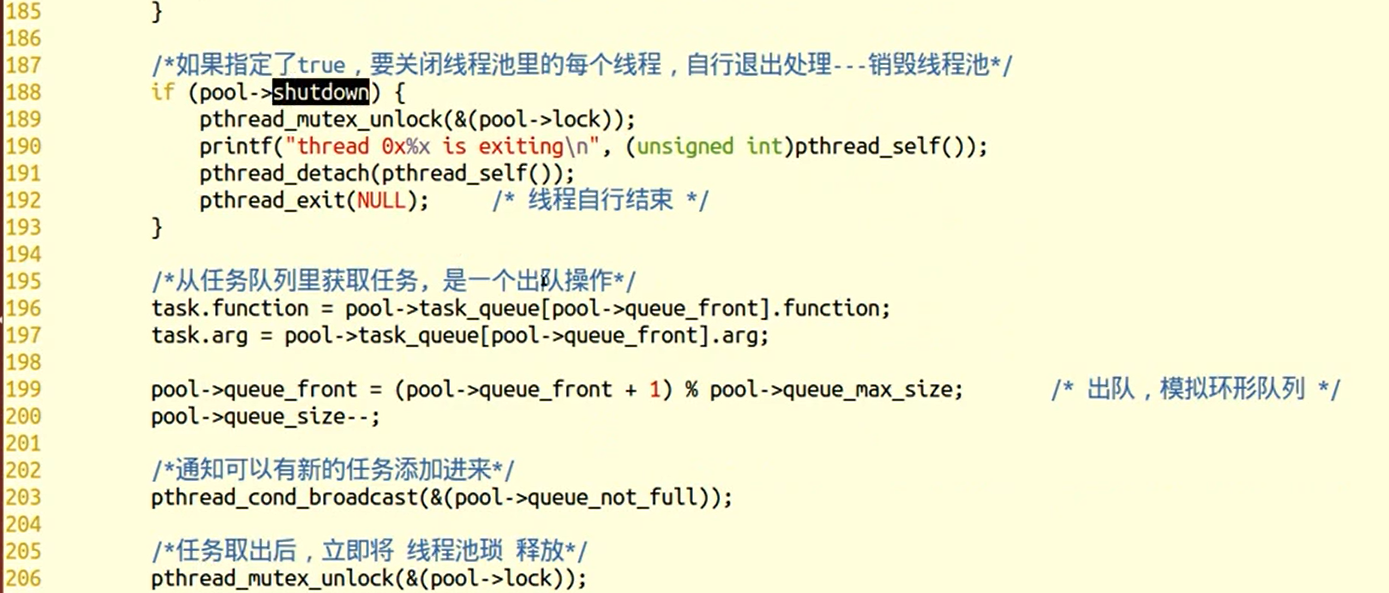 185 }
186
187 /*如果指定了true，要关闭线程池里的每个线程，自行退出处理---销毁线程池*/
188 if (pool->shutdown) {
189 pthread_mutex_unlock(&(pool->lock));
190 printf("thread 0x%x is exiting\n", (unsigned int)pthread_self());
191 pthread_detach(pthread_self());
192 pthread_exit(NULL); /* 线程自行结束 */
193 }
194
195 /*从任务队列里获取任务, 是一个出队操作*/
196 task.function = pool->task_queue[pool->queue_front].function;
197 task.arg = pool->task_queue[pool->queue_front].arg;
198
199 pool->queue_front = (pool->queue_front + 1) % pool->queue_max_size; /* 出队，模拟环形队列 */
200 pool->queue_size--;
201
202 /*通知可以有新的任务添加进来*/
203 pthread_cond_broadcast(&(pool->queue_not_full));
204
205 /*任务取出后，立即将 线程池琐 释放*/
206 pthread_mutex_unlock(&(pool->lock));